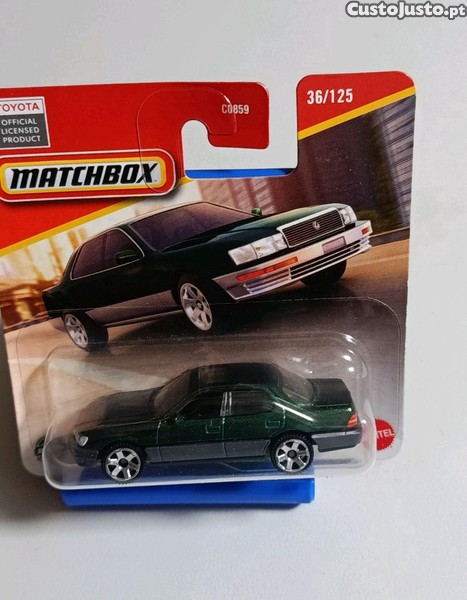 CustoJusto.pt
TOYOTA
OFFICIAL
LICENSED
PRODUCT
C0859
36/125
MATCHBOX